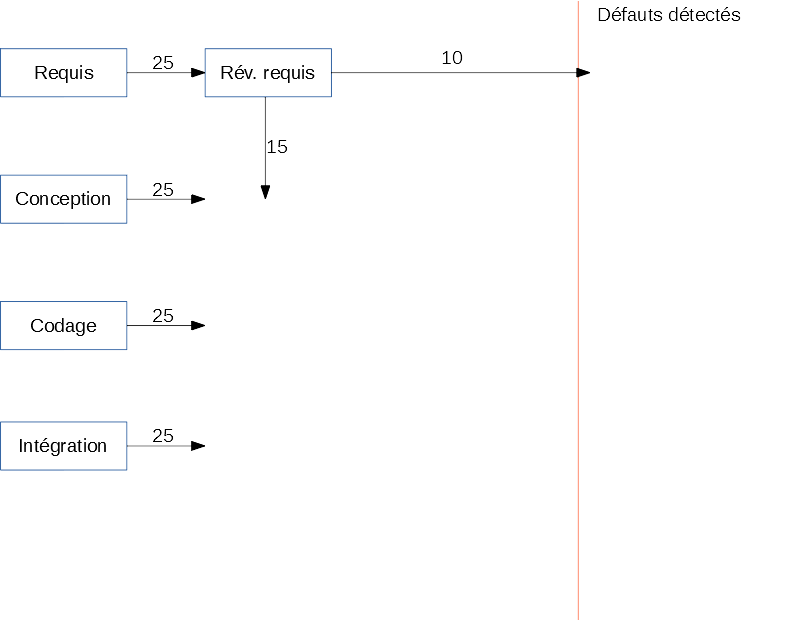 Défauts détectés
Requis
25
Rév. requis
10
15
Conception
25
Codage
25
Intégration
25